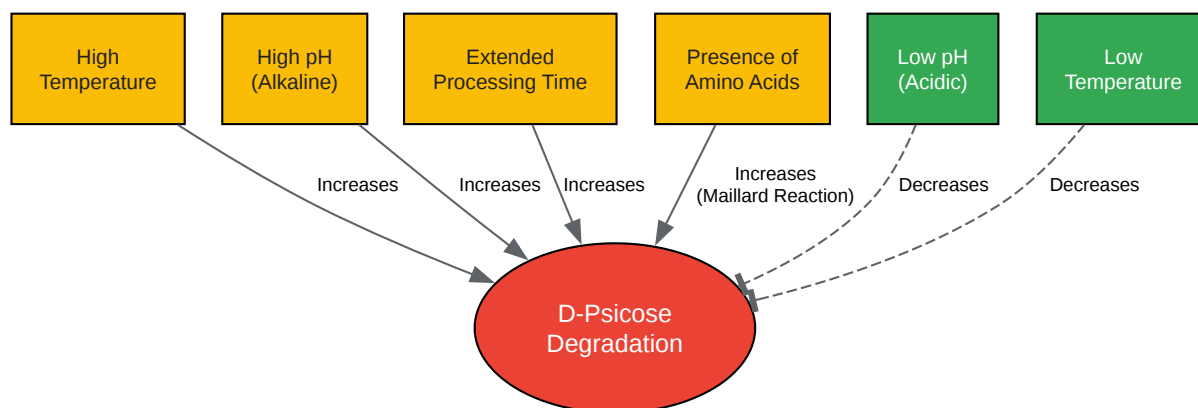 High
Temperature
High pH
(Alkaline)
Extended
Processing Time
Presence of
Amino Acids
Low pH
(Acidic)
Low
Temperature
Increases
Increases
Increases
Increases
(Maillard Reaction)
Decreases
Decreases
D-Psicose
Degradation